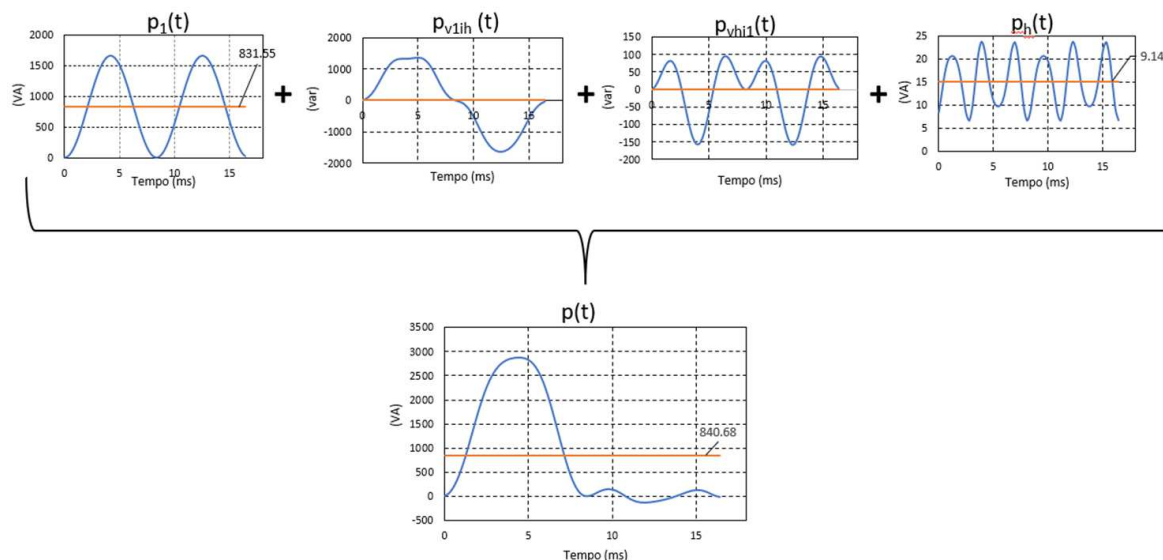 p1(t)
pv1ih(t)
pvhi1(t)
ph(t)
2000
1500
1000
500
0
(VA)
831.55
0 5 10 15
Tempo (ms)
+
2000
1000
0
-1000
-2000
(var)
0 5 10 15
Tempo (ms)
+
150
100
50
0
-50
-100
-150
-200
(var)
0 5 10 15
Tempo (ms)
+
25
20
15
10
5
0
(VA)
9.14
0 5 10 15
Tempo (ms)
p(t)
3500
3000
2500
2000
1500
1000
500
0
-500
(VA)
840.68
0 5 10 15
Tempo (ms)